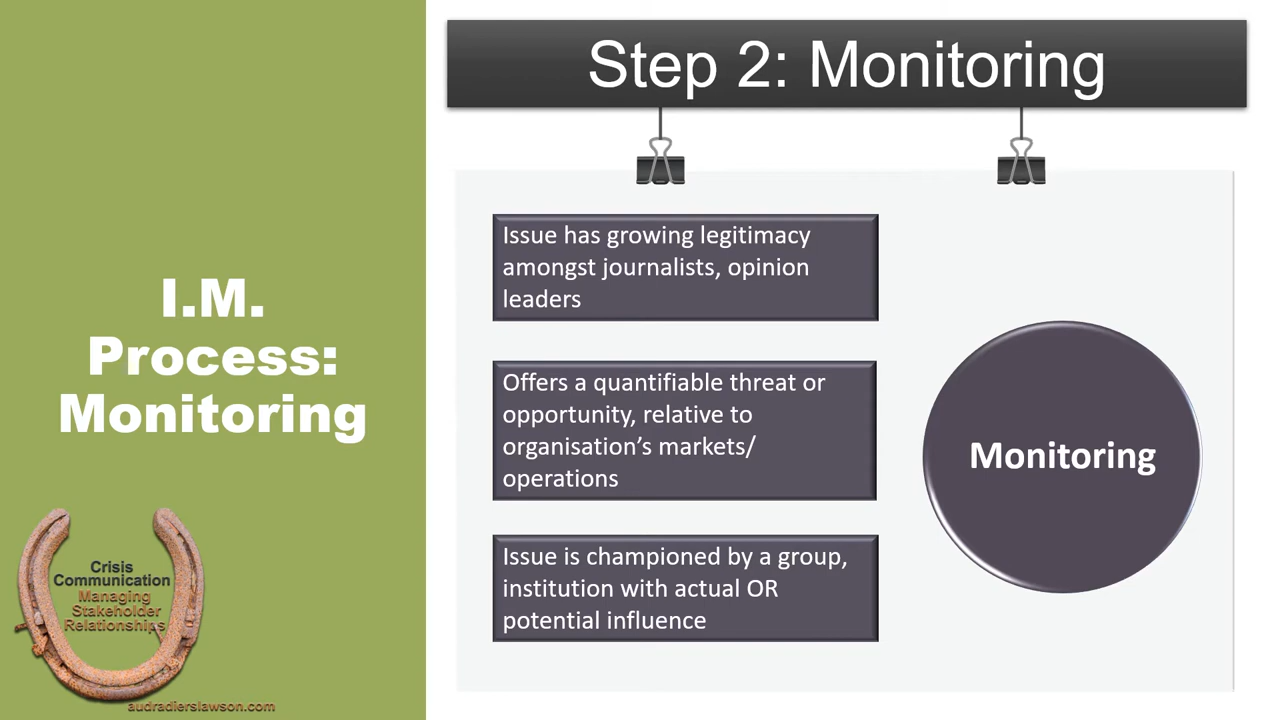 I.M.
Process:
Monitoring
Crisis
Communication
Managing
Stakeholder
Relationships
audradierslawson.com
Step 2: Monitoring
Issue has growing legitimacy
amongst journalists, opinion
leaders
Offers a quantifiable threat or
opportunity, relative to
organisation’s markets/
operations
Issue is championed by a group,
institution with actual OR
potential influence
Monitoring